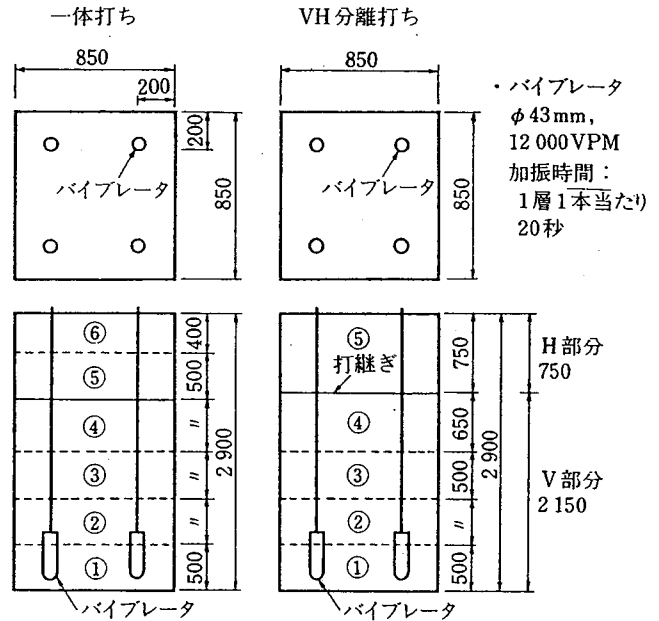 一体打ち
850
200
200
バイブレータ
850
⑥
⑤
④
③
②
①
400
500
〃
〃
〃
500
2 900
バイブレータ
VH分離打ち
850
バイブレータ
850
⑤
打継ぎ
④
③
②
①
750
650
500
〃
500
2 900
H部分
750
V部分
2 150
バイブレータ
・バイブレータ
φ43mm,
12 000VPM
加振時間：
1層1本当たり
20秒